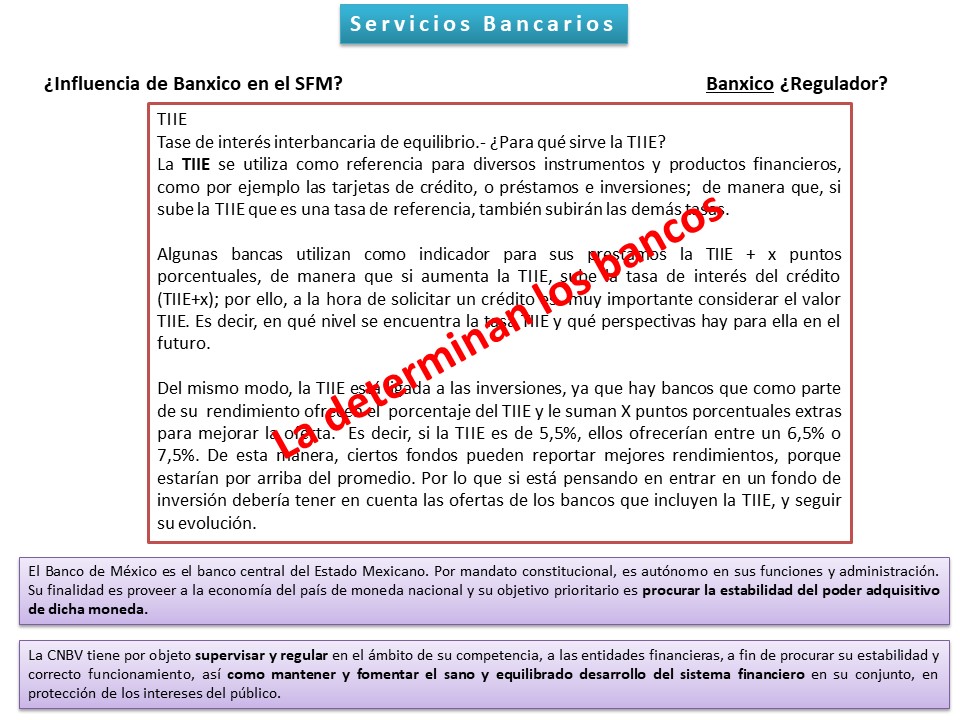 Servicios Bancarios
¿Influencia de Banxico en el SFM?
Banxico ¿Regulador?
TIIE
Tase de interés interbancaria de equilibrio.- ¿Para qué sirve la TIIE?
La TIIE se utiliza como referencia para diversos instrumentos y productos financieros,
como por ejemplo las tarjetas de crédito, o préstamos e inversiones; de manera que, si
sube la TIIE que es una tasa de referencia, también subirán las demás tasas.
Algunas bancas utilizan como indicador para sus prestamos la TIIE + x puntos
porcentuales, de manera que si aumenta la TIIE, sube la tasa de interés del crédito
(TIIE+x); por ello, a la hora de solicitar un crédito es muy importante considerar el valor
TIIE. Es decir, en qué nivel se encuentra la tasa TIIE y qué perspectivas hay para ella en el
futuro.
Del mismo modo, la TIIE está ligada a las inversiones, ya que hay bancos que como parte
de su rendimiento ofrecen el porcentaje del TIIE y le suman X puntos porcentuales extras
para mejorar la oferta. Es decir, si la TIIE es de 5,5%, ellos ofrecerían entre un 6,5% o
7,5%. De esta manera, ciertos fondos pueden reportar mejores rendimientos, porque
estarían por arriba del promedio. Por lo que si está pensando en entrar en un fondo de
inversión debería tener en cuenta las ofertas de los bancos que incluyen la TIIE, y seguir
su evolución.
La determinan los bancos
El Banco de México es el banco central del Estado Mexicano. Por mandato constitucional, es autónomo en sus funciones y administración.
Su finalidad es proveer a la economía del país de moneda nacional y su objetivo prioritario es procurar la estabilidad del poder adquisitivo
de dicha moneda.
La CNBV tiene por objeto supervisar y regular en el ámbito de su competencia, a las entidades financieras, a fin de procurar su estabilidad y
correcto funcionamiento, así como mantener y fomentar el sano y equilibrado desarrollo del sistema financiero en su conjunto, en
protección de los intereses del público.